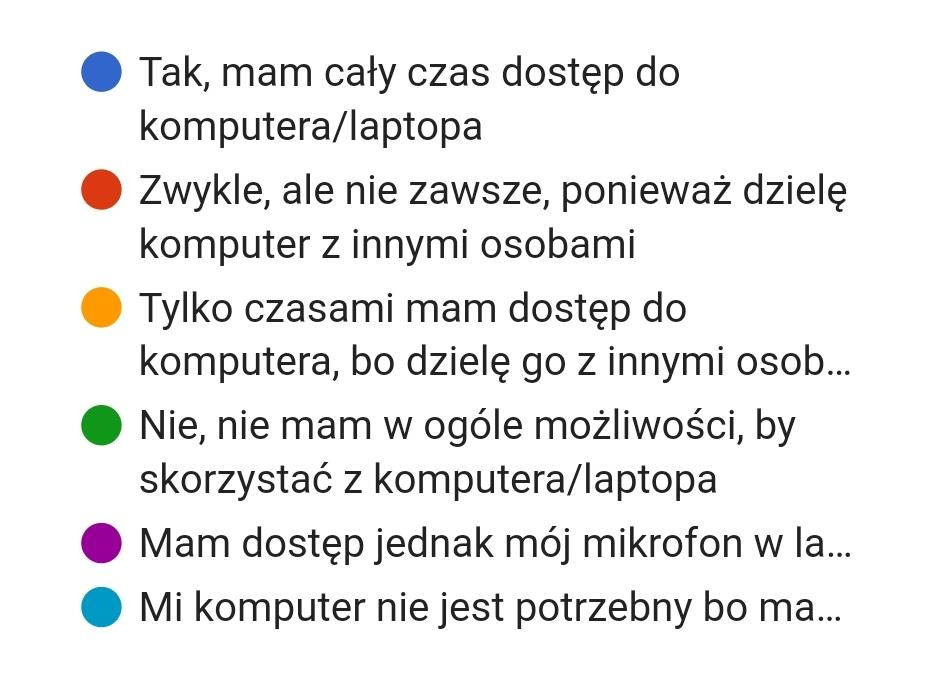 Tak, mam cały czas dostęp do
komputera/laptopa
Zwykle, ale nie zawsze, ponieważ dzielę
komputer z innymi osobami
Tylko czasami mam dostęp do
komputera, bo dzielę go z innymi osob...
Nie, nie mam w ogóle możliwości, by
skorzystać z komputera/laptopa
Mam dostęp jednak mój mikrofon w la...
Mi komputer nie jest potrzebny bo ma...